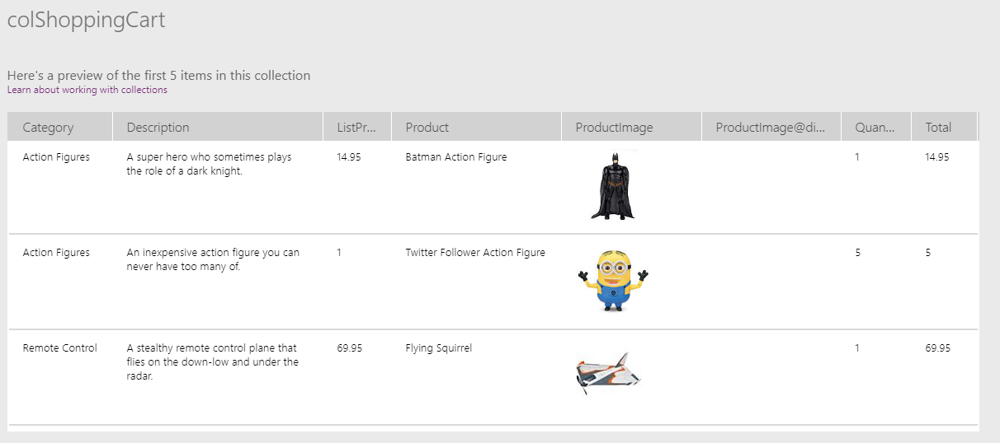 colShoppingCart
Here's a preview of the first 5 items in this collection
Learn about working with collections
Category Description ListPr... Product ProductImage ProductImage@di... Quan... Total
Action Figures A super hero who sometimes plays 14.95 Batman Action Figure 1 14.95
the role of a dark knight.
Action Figures An inexpensive action figure you can 1 Twitter Follower Action Figure 5 5
never have too many of.
Remote Control A stealthy remote control plane that 69.95 Flying Squirrel 1 69.95
flies on the down-low and under the
radar.